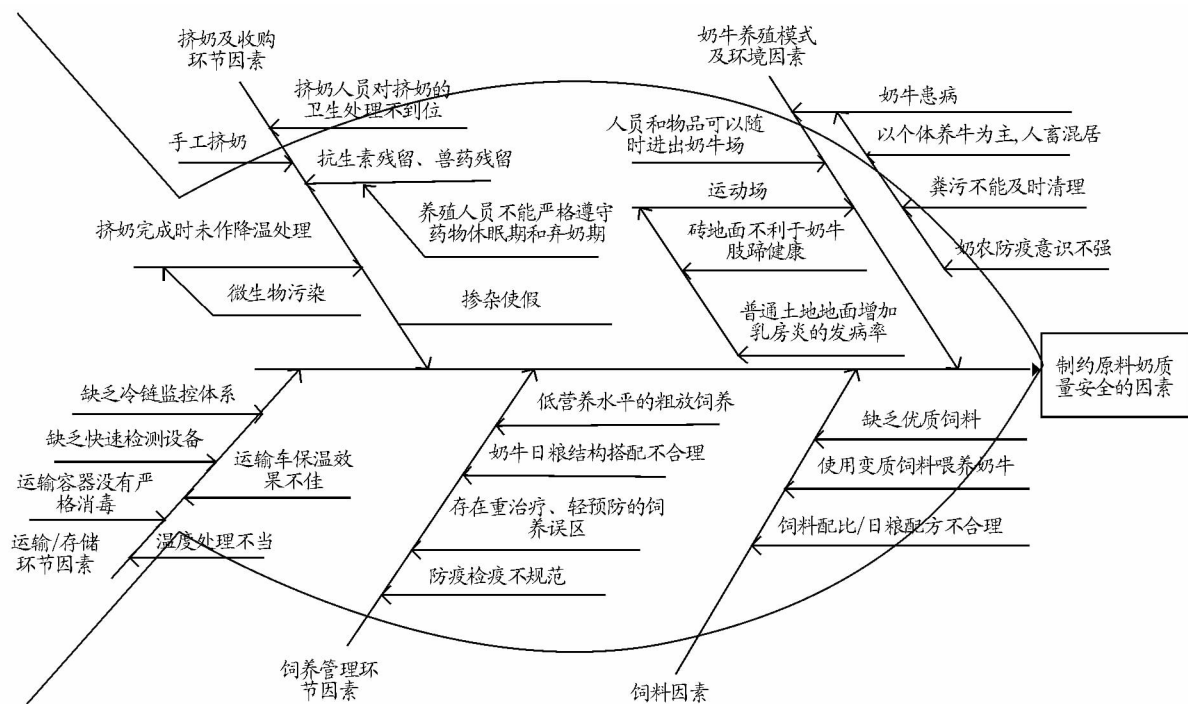 挤奶及收购
环节因素
挤奶人员对挤奶的
卫生处理不到位
手工挤奶
抗生素残留、兽药残留
养殖人员不能严格遵守
药物休眠期和弃奶期
挤奶完成时未作降温处理
微生物污染
掺杂使假
奶牛养殖模式
及环境因素
奶牛患病
人员和物品可以随
时进出奶牛场
以个体养牛为主,人畜混居
运动场
粪污不能及时清理
砖地面不利于奶牛
肢蹄健康
奶农防疫意识不强
普通土地地面增加
乳房炎的发病率
制约原料奶质
量安全的因素
缺乏冷链监控体系
缺乏快速检测设备
运输车保温效
果不住
运输容器没有严
格消毒
运输/存储
环节因素
温度处理不当
低营养水平的粗放饲养
奶牛日粮结构搭配不合理
存在重治疗、轻预防的饲
养误区
防疫检疫不规范
饲养管理环
节因素
缺乏优质饲料
使用变质饲料喂养奶牛
饲料配比/日粮配方不合理
饲料因素